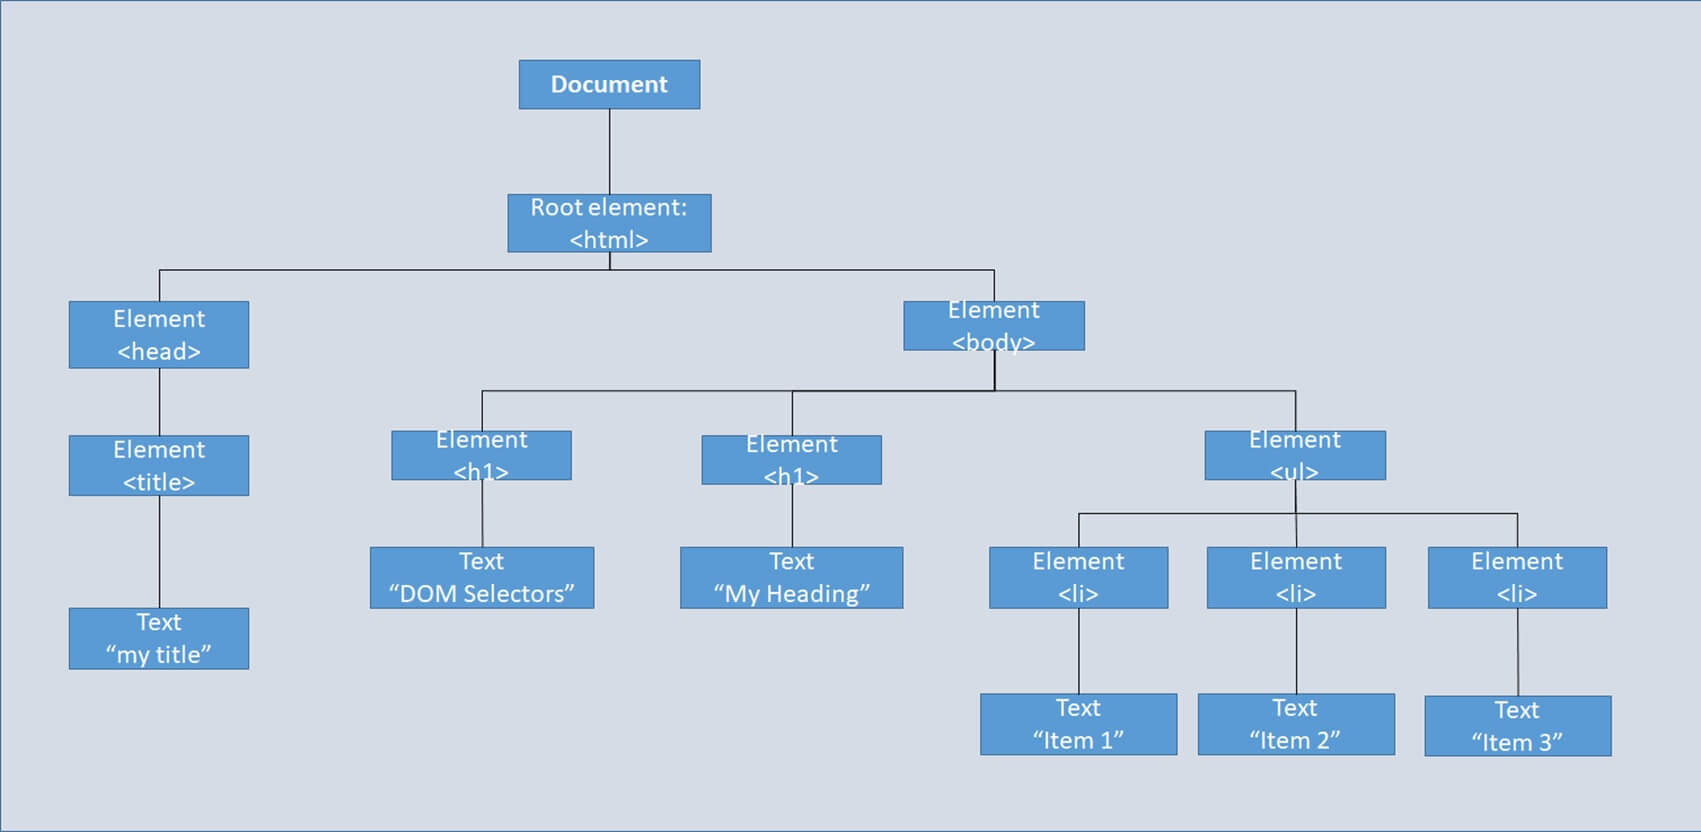 Document
Root element:
<html>
Element
<head>
Element
<body>
Element
<title>
Element
<h1>
Element
<h1>
Element
<ul>
Text
“my title”
Text
“DOM Selectors”
Text
“My Heading”
Element
<li>
Element
<li>
Element
<li>
Text
“Item 1”
Text
“Item 2”
Text
“Item 3”